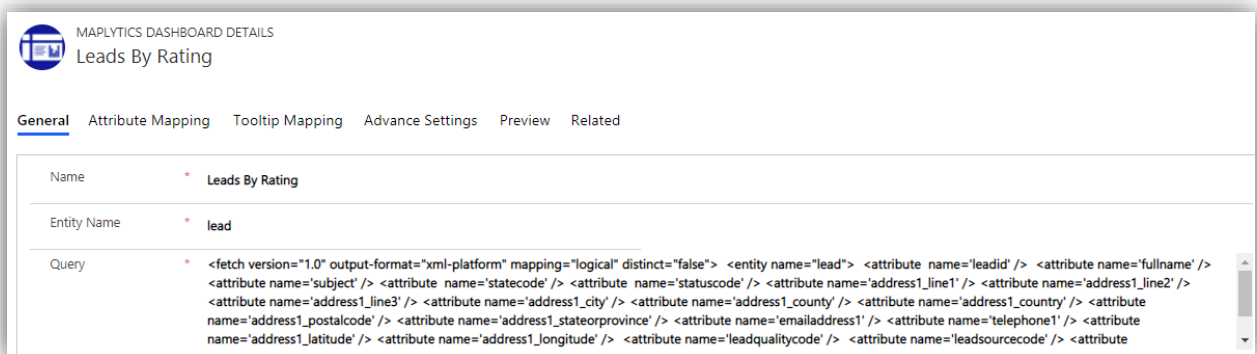 MAPLYTICS DASHBOARD DETAILS
Leads By Rating
General Attribute Mapping Tooltip Mapping Advance Settings Preview Related
Name * Leads By Rating
Entity Name * lead
Query * <fetch version="1.0" output-format="xml-platform" mapping="logical" distinct="false"> <entity name="lead"> <attribute name='leadid' /> <attribute name='fullname' />
<attribute name='subject' /> <attribute name='statecode' /> <attribute name='statuscode' /> <attribute name='address1_line1' /> <attribute name='address1_line2' />
<attribute name='address1_line3' /> <attribute name='address1_city' /> <attribute name='address1_county' /> <attribute name='address1_country' /> <attribute
name='address1_postalcode' /> <attribute name='address1_stateorprovince' /> <attribute name='emailaddress1' /> <attribute name='telephone1' /> <attribute
name='address1_latitude' /> <attribute name='address1_longitude' /> <attribute name='leadqualitycode' /> <attribute name='leadsourcecode' /> <attribute